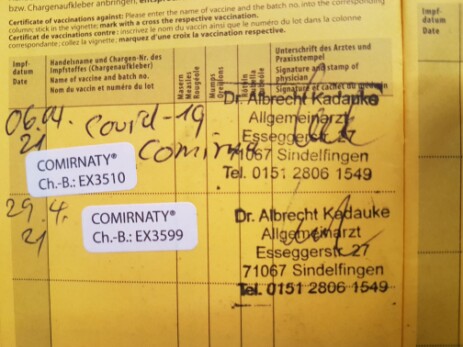 bzw. Chargenaufkleber anbringen,
Certificate of vaccinations against: Please enter the name of vaccine and the batch no. into the corresponding
column; stick in the vignette; mark with a cross the respective vaccination.
Certificat de vaccinations contre : inscrivez le nom du vaccin ainsi que le numéro du lot dans la colonne
correspondante ; collez la vignette, marquez d'une croix la vaccination respective.
Impf-
datum
Date
Handelsname und Chargen-Nr. des
Impfstoffes (Chargenaufkleber)
Name of vaccine and batch no.
Nom du vaccin et numéro du lot
Masern
Measles
Rougeole
Mumps
Oreillons
Röteln
Rubella
Rubéole
Unterschrift des Arztes und
Praxisstempel
Signature and stamp of
physician
Signature et cachet du médecin
06.04.
21
Covid-19
COMIRNATY®
Ch.-B.: EX3510
Dr. Albrecht Kadauke
Allgemeinarzt
Esseggerstr. 27
71067 Sindelfingen
Tel. 0151 2806 1549
29.4.
21
COMIRNATY®
Ch.-B.: EX3599
Dr. Albrecht Kadauke
Allgemeinarzt
Esseggerstr. 27
71067 Sindelfingen
Tel. 0151 2806 1549